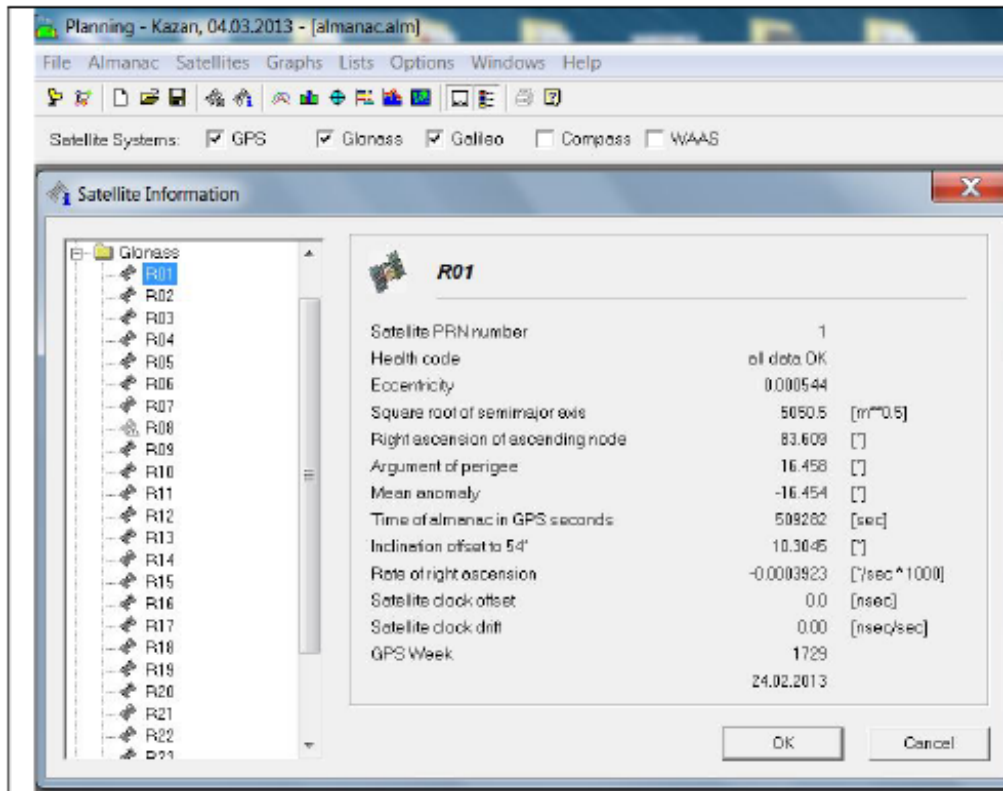 Planning - Kazan, 04.03.2013 - [almanac.alm]
File Almanac Satellites Graphs Lists Options Windows Help
Satellite Systems: GPS Glonass Galileo Compass WAAS
Satellite Information
Glonass
R01
R02
R03
R04
R05
R06
R07
R08
R09
R10
R11
R12
R13
R14
R15
R16
R17
R18
R19
R20
R21
R22
R23
R01
Satellite PRN number 1
Health code all data OK
Eccentricity 0.000544
Square root of semimajor axis 5050.5 [m**0.5]
Right ascension of ascending node 83.609 [°]
Argument of perigee 16.458 [°]
Mean anomaly -16.454 [°]
Time of almanac in GPS seconds 509282 [sec]
Inclination offset to 54° 10.3045 [°]
Rate of right ascension -0.0003923 [°/sec^1000]
Satellite clock offset 0.0 [nsec]
Satellite clock drift 0.00 [nsec/sec]
GPS Week 1729
24.02.2013
OK Cancel